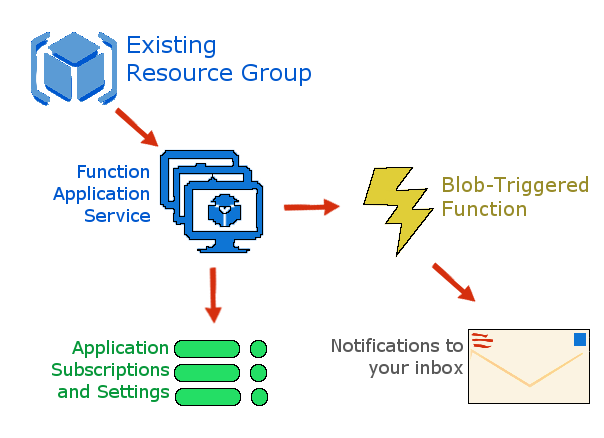 Existing
Resource Group
Function
Application
Service
Blob-Triggered
Function
Application
Subscriptions
and Settings
Notifications to
your inbox